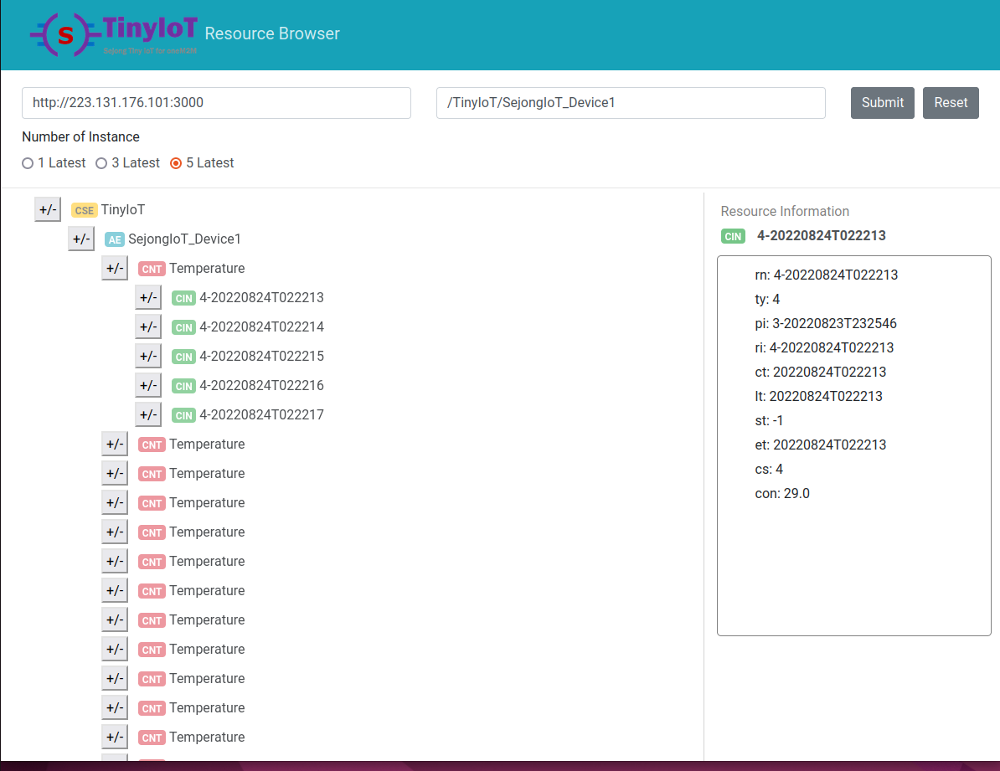 S TinyIoT Resource Browser
Sejong Tiny IoT for oneM2M
http://223.131.176.101:3000 /TinyIoT/SejongIoT_Device1 Submit Reset
Number of Instance
1 Latest 3 Latest 5 Latest
+/- CSE TinyIoT
+/- AE SejongIoT_Device1
+/- CNT Temperature
+/- CIN 4-20220824T022213
+/- CIN 4-20220824T022214
+/- CIN 4-20220824T022215
+/- CIN 4-20220824T022216
+/- CIN 4-20220824T022217
+/- CNT Temperature
+/- CNT Temperature
+/- CNT Temperature
+/- CNT Temperature
+/- CNT Temperature
+/- CNT Temperature
+/- CNT Temperature
+/- CNT Temperature
+/- CNT Temperature
+/- CNT Temperature
+/- CNT Temperature
Resource Information
CIN 4-20220824T022213
rn: 4-20220824T022213
ty: 4
pi: 3-20220823T232546
ri: 4-20220824T022213
ct: 20220824T022213
lt: 20220824T022213
st: -1
et: 20220824T022213
cs: 4
con: 29.0